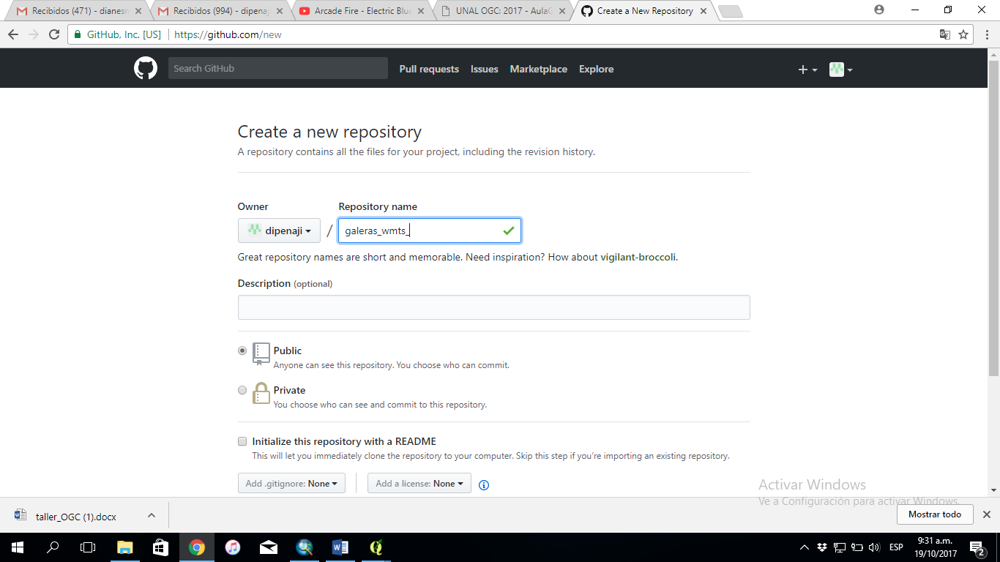 Recibidos (471) - dianesn
Recibidos (994) - dipenaj
Arcade Fire - Electric Blue
UNAL OGC: 2017 - AulaG
Create a New Repository
GitHub, Inc. [US] https://github.com/new
Search GitHub
Pull requests Issues Marketplace Explore
Create a new repository
A repository contains all the files for your project, including the revision history.
Owner Repository name
dipenaji / galeras_wmts_
Great repository names are short and memorable. Need inspiration? How about vigilant-broccoli.
Description (optional)
Public
Anyone can see this repository. You choose who can commit.
Private
You choose who can see and commit to this repository.
Initialize this repository with a README
This will let you immediately clone the repository to your computer. Skip this step if you're importing an existing repository.
Add .gitignore: None Add a license: None
Activar Windows
Ve a Configuración para activar Windows.
taller_OGC (1).docx
Mostrar todo
ESP
9:31 a.m.
19/10/2017
2